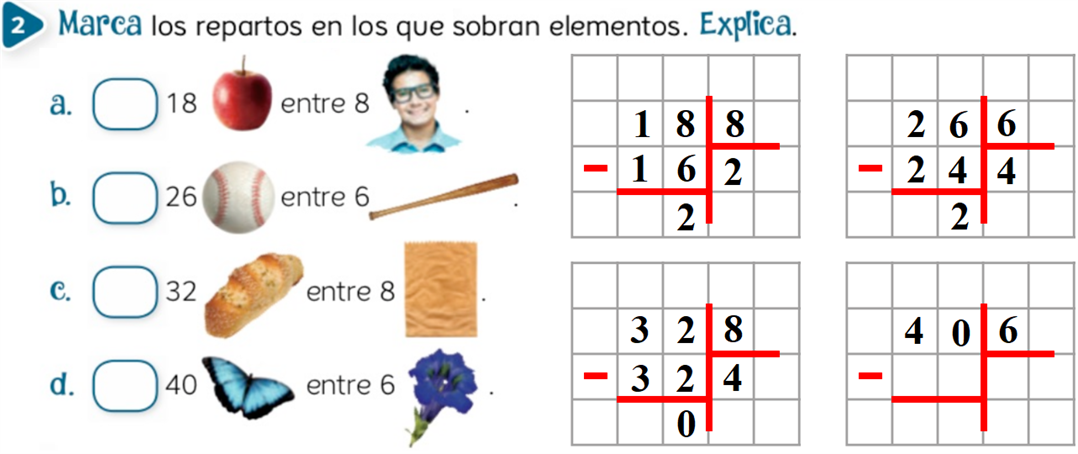 2 Marca los repartos en los que sobran elementos. Explica.
a. 18 entre 8 .
b. 26 entre 6 .
c. 32 entre 8 .
d. 40 entre 6 .
1 8 8
- 1 6 2
2
2 6 6
- 2 4 4
2
3 2 8
- 3 2 4
0
4 0 6
-